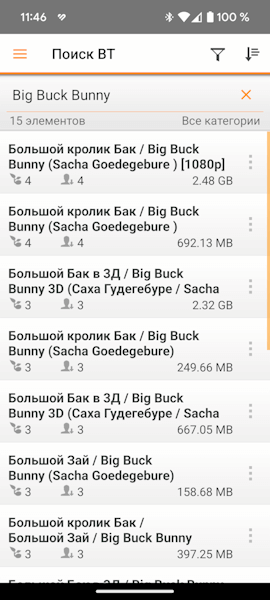 11:46 100 %
Поиск BT
Big Buck Bunny
15 элементов Все категории
Большой кролик Бак / Big Buck
Bunny (Sacha Goedegebure ) [1080p]
4 4 2.48 GB
Большой кролик Бак / Big Buck
Bunny (Sacha Goedegebure )
4 4 692.13 MB
Большой Бак в 3Д / Big Buck
Bunny 3D (Саха Гудегебуре / Sacha
3 3 2.32 GB
Большой кролик Бак / Big Buck
Bunny (Sacha Goedegebure)
3 3 249.66 MB
Большой Бак в 3Д / Big Buck
Bunny 3D (Саха Гудегебуре / Sacha
3 3 667.05 MB
Большой Зай / Big Buck
Bunny (Sacha Goedegebure)
3 3 158.68 MB
Большой кролик Бак /
Большой Зай / Big Buck Bunny
3 3 397.25 MB